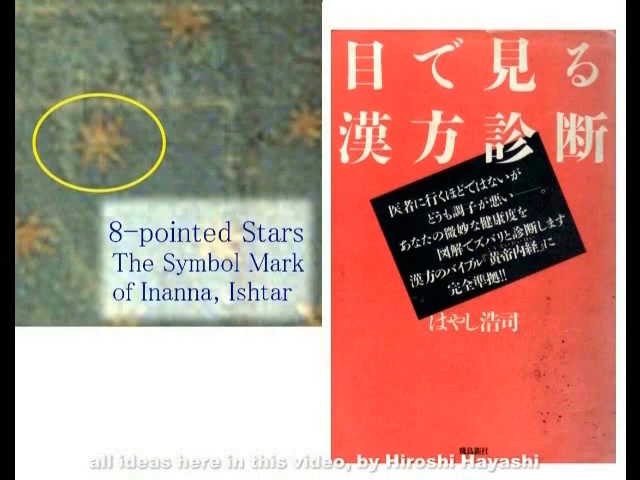 8-pointed Stars
The Symbol Mark
of Inanna, Ishtar
目で見る
漢方診断
医者に行くほどではないが
どうも調子が悪い――。
あなたの微妙な健康度を
図解でズバリと診断します
漢方のバイブル『黄帝内経』に
完全準拠!!
はやし浩司
飛鳥新社
all ideas here in this video, by Hiroshi Hayashi